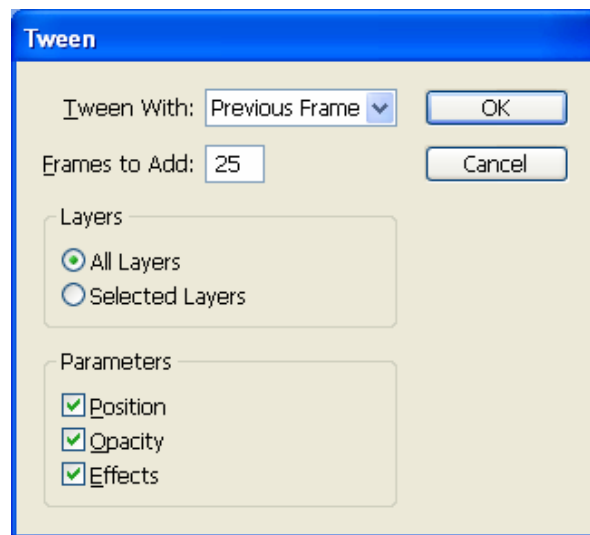 Tween
Tween With: Previous Frame OK
Frames to Add: 25 Cancel
Layers
All Layers
Selected Layers
Parameters
Position
Opacity
Effects